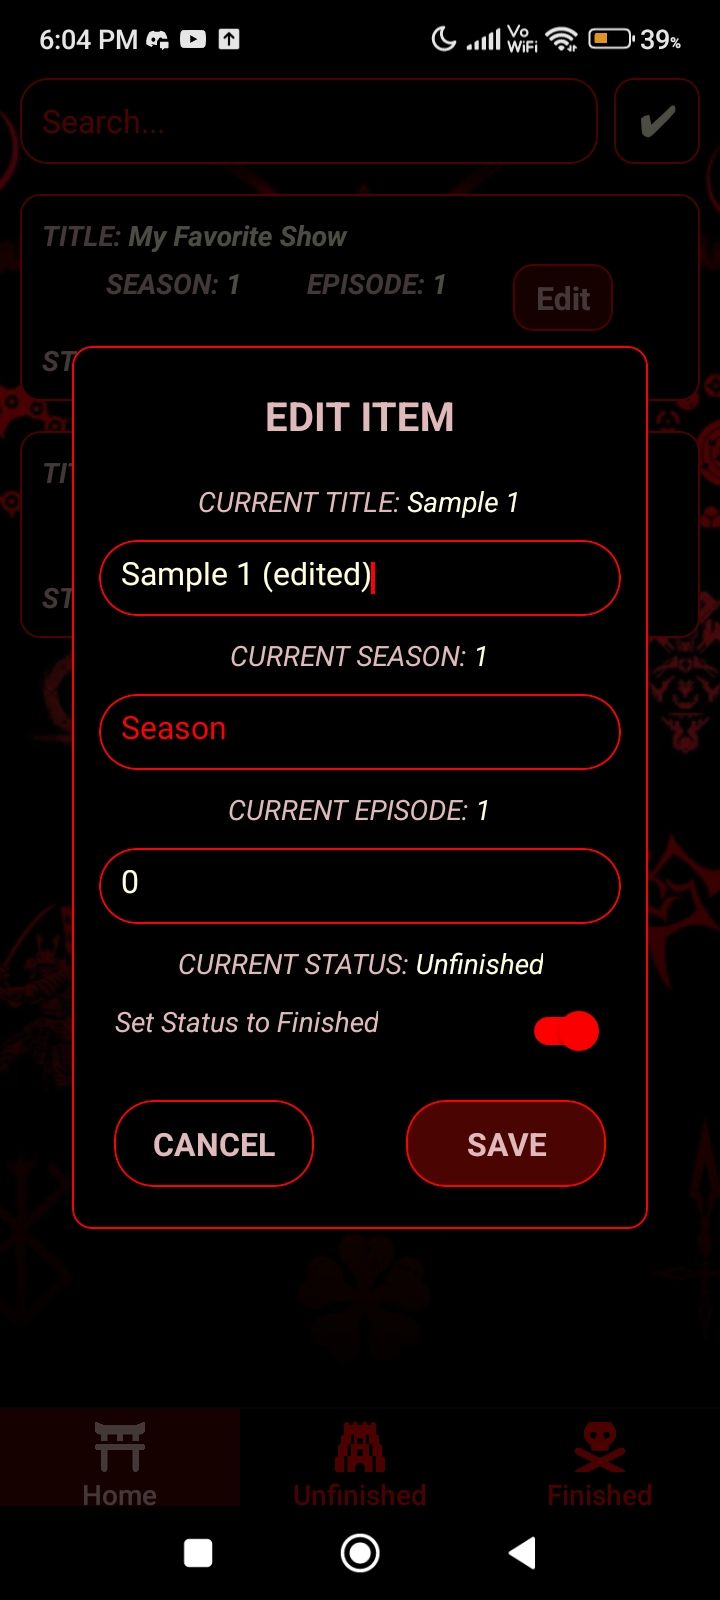 6:04 PM
Vo
WiFi
39%
Search...
TITLE: My Favorite Show
SEASON: 1 EPISODE: 1 Edit
ST
EDIT ITEM
TI
CURRENT TITLE: Sample 1
Sample 1 (edited)
ST
CURRENT SEASON: 1
Season
CURRENT EPISODE: 1
0
CURRENT STATUS: Unfinished
Set Status to Finished
CANCEL SAVE
Home Unfinished Finished